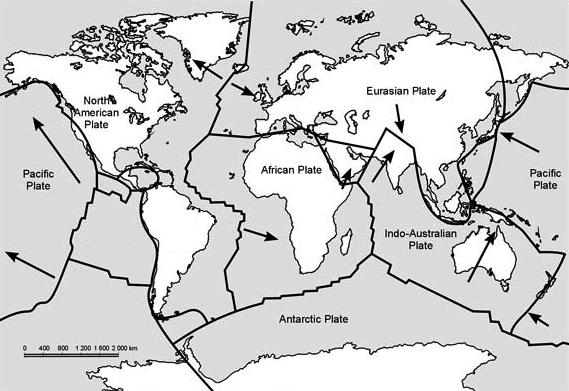 Eurasian Plate
North
American
Plate
African Plate
Pacific
Plate
Pacific
Plate
Indo-Australian
Plate
Antarctic Plate
0 400 800 1 200 1 600 2 000 km